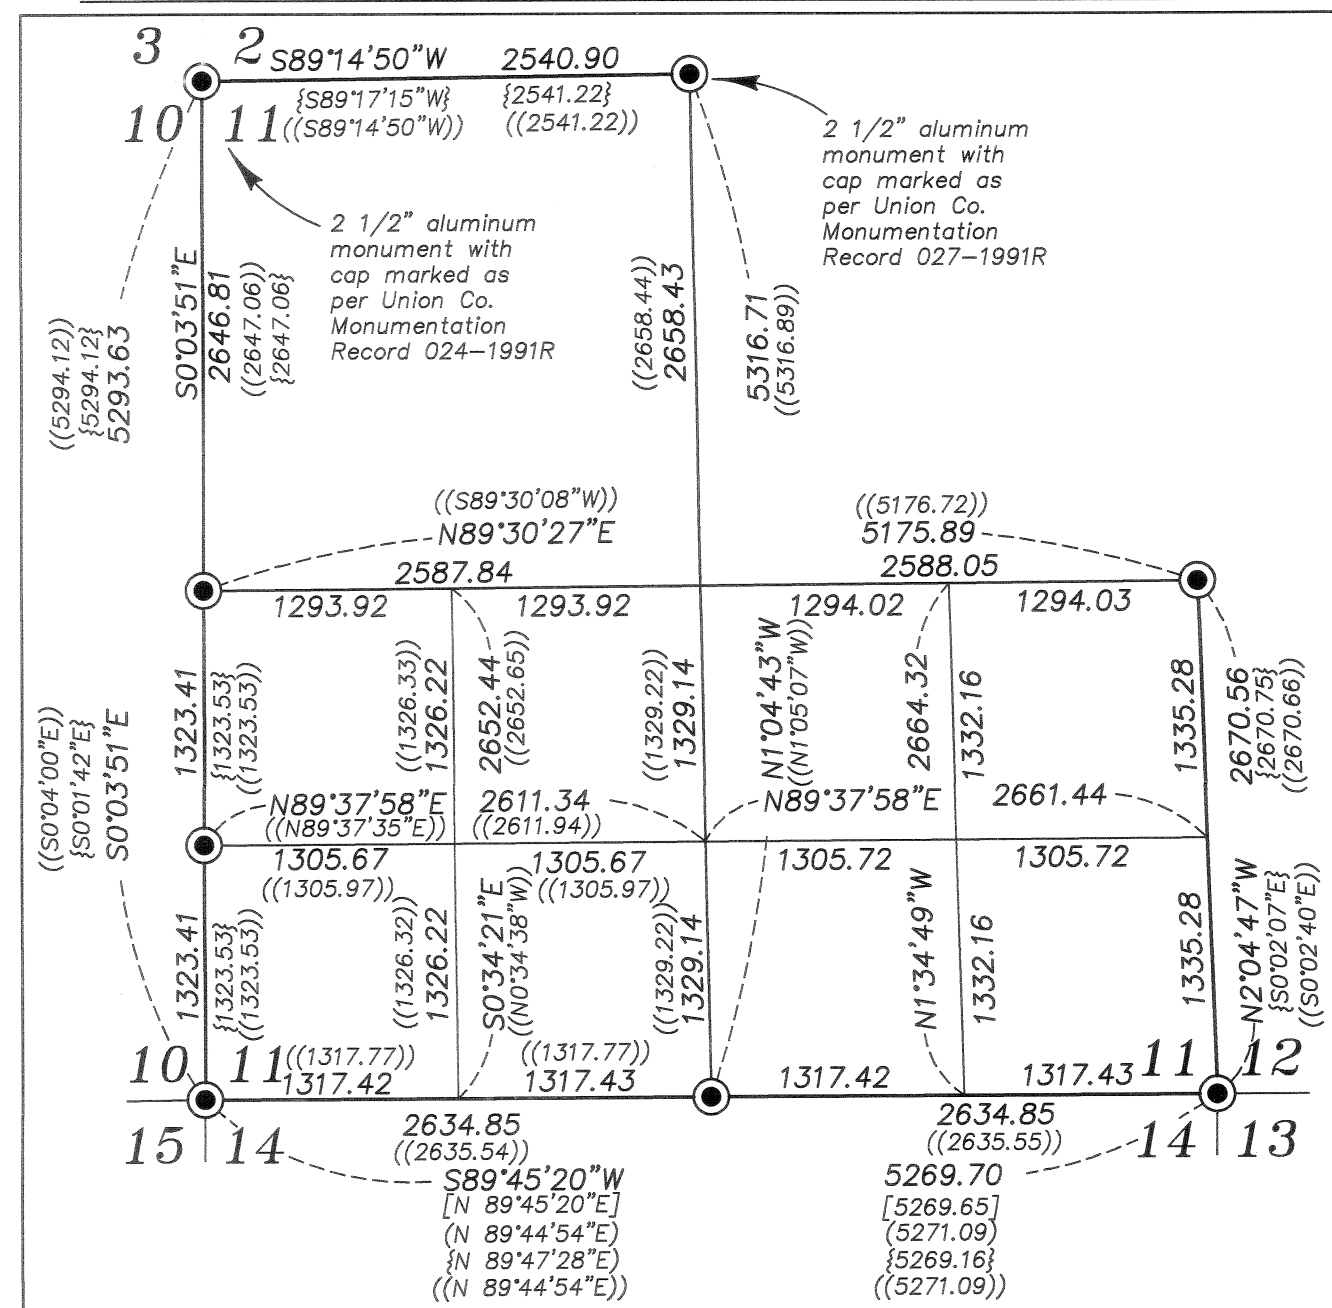 3
2
S89°14'50"W
2540.90
{S89°17'15"W}
{2541.22}
10
11
((S89°14'50"W))
((2541.22))
2 1/2" aluminum
monument with
cap marked as
per Union Co.
Monumentation
Record 027-1991R
2 1/2" aluminum
monument with
cap marked as
per Union Co.
Monumentation
Record 024-1991R
((5294.12))
{5294.12}
5293.63
S0°03'51"E
2646.81
((2647.06))
{2647.06}
((2658.44))
2658.43
5316.71
((5316.89))
((S89°30'08"W))
N89°30'27"E
((5176.72))
5175.89
2587.84
2588.05
1293.92
1293.92
1294.02
1294.03
((S0°04'00"E))
{S0°01'42"E}
S0°03'51"E
1323.41
{1323.53}
((1323.53))
((1326.33))
1326.22
2652.44
((2652.65))
((1329.22))
1329.14
N1°04'43"W
((N1°05'07"W))
2664.32
1332.16
1335.28
2670.56
{2670.75}
((2670.66))
N89°37'58"E
((N89°37'35"E))
2611.34
((2611.94))
N89°37'58"E
2661.44
1305.67
((1305.97))
1305.67
((1305.97))
1305.72
1305.72
1323.41
{1323.53}
((1323.53))
((1326.32))
1326.22
S0°34'21"E
((N0°34'38"W))
((1329.22))
1329.14
N1°34'49"W
1332.16
1335.28
N2°04'47"W
{S0°02'07"E}
((S0°02'40"E))
10
11
((1317.77))
1317.42
((1317.77))
1317.43
1317.42
1317.43
11
12
15
14
2634.85
((2635.54))
2634.85
((2635.55))
14
13
S89°45'20"W
[N 89°45'20"E]
(N 89°44'54"E)
{N 89°47'28"E)
((N 89°44'54"E))
5269.70
[5269.65]
(5271.09)
{5269.16}
((5271.09))